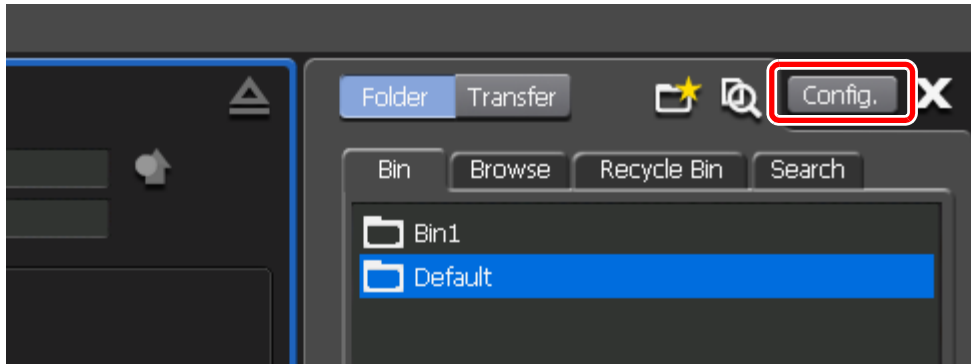 Folder Transfer Config.
Bin Browse Recycle Bin Search
Bin1
Default